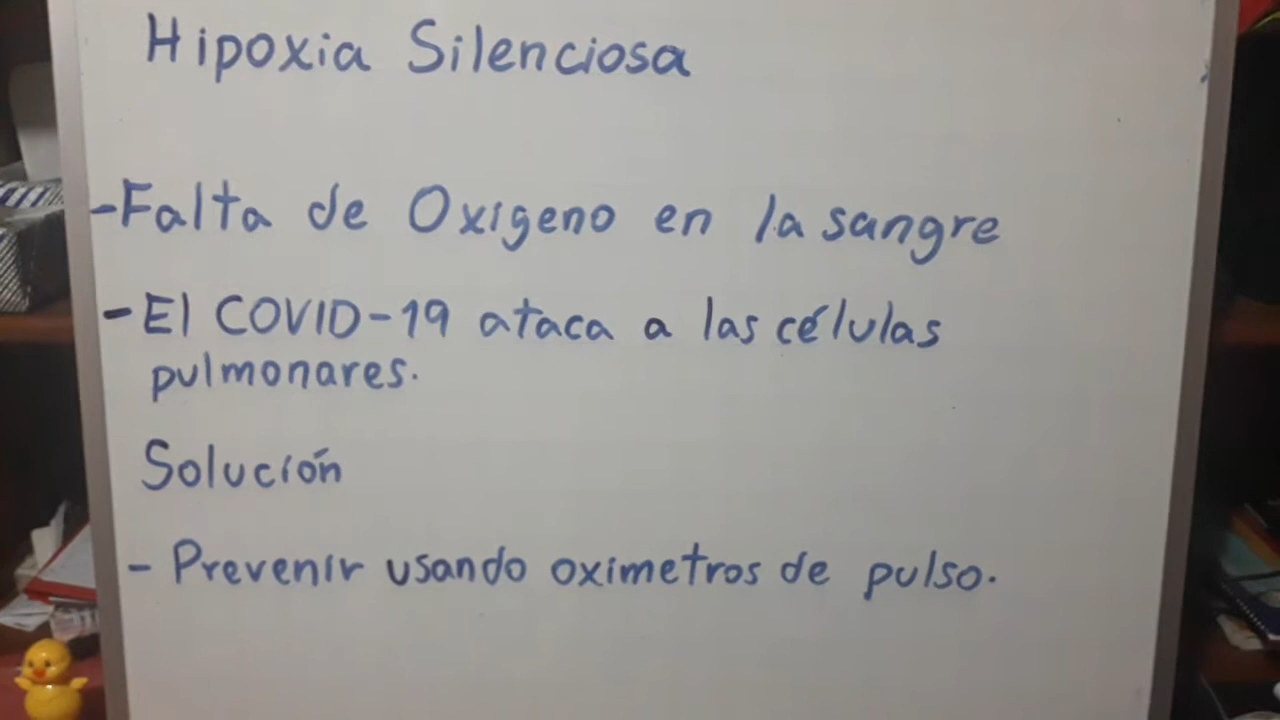 Hipoxia Silenciosa
-Falta de Oxigeno en la sangre
-El COVID-19 ataca a las células
pulmonares.
Solución
- Prevenir usando oximetros de pulso.